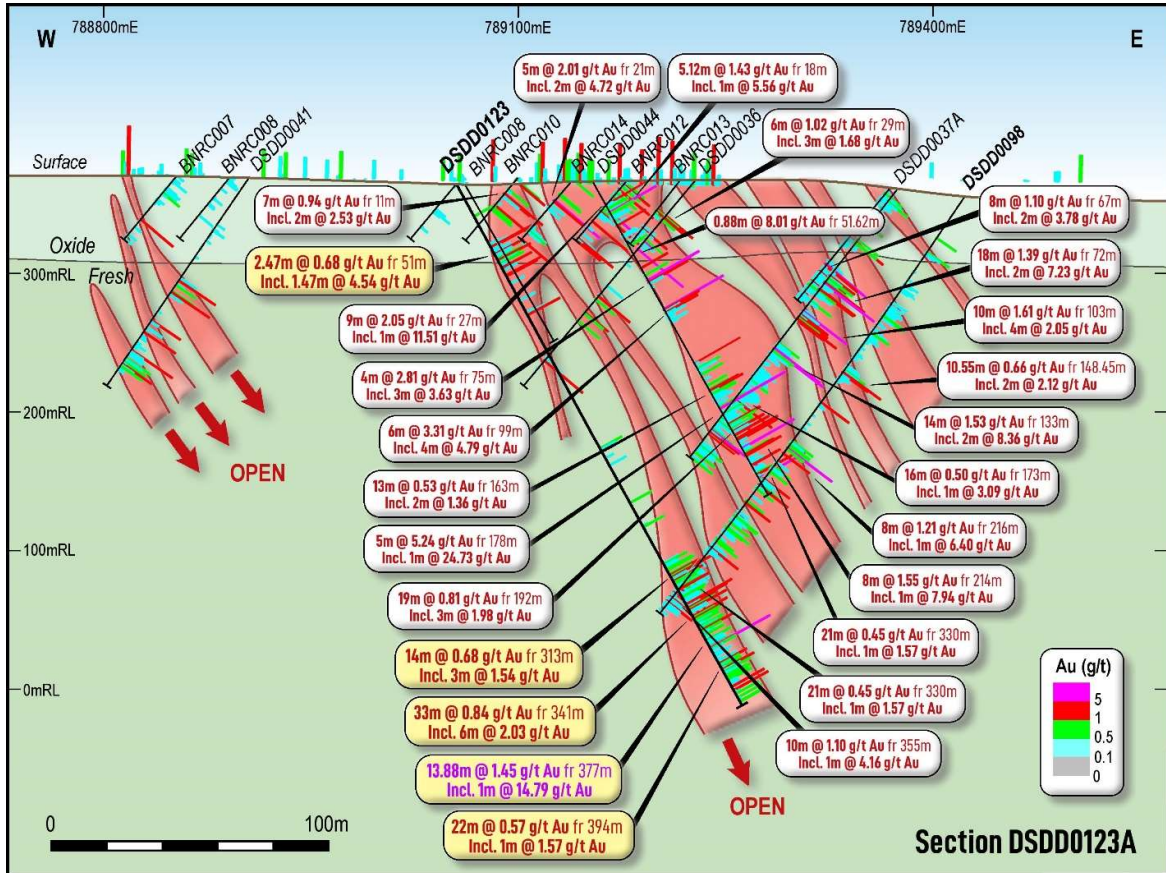 788800mE
789100mE
789400mE
W
E
5m @ 2.01 g/t Au fr 21m
Incl. 2m @ 4.72 g/t Au
5.12m @ 1.43 g/t Au fr 18m
Incl. 1m @ 5.56 g/t Au
6m @ 1.02 g/t Au fr 29m
Incl. 3m @ 1.68 g/t Au
Surface
BNRC007
BNRC008
DSDD0041
DSDD0123
BNRC008
BNRC010
BNRC014
DSDD0044
BNRC012
BNRC013
DSDD0036
DSDD0037A
DSDD0098
7m @ 0.94 g/t Au fr 11m
Incl. 2m @ 2.53 g/t Au
8m @ 1.10 g/t Au fr 67m
Incl. 2m @ 3.78 g/t Au
0.88m @ 8.01 g/t Au fr 51.62m
Oxide
Fresh
300mRL
2.47m @ 0.68 g/t Au fr 51m
Incl. 1.47m @ 4.54 g/t Au
18m @ 1.39 g/t Au fr 72m
Incl. 2m @ 7.23 g/t Au
9m @ 2.05 g/t Au fr 27m
Incl. 1m @ 11.51 g/t Au
10m @ 1.61 g/t Au fr 103m
Incl. 4m @ 2.05 g/t Au
4m @ 2.81 g/t Au fr 75m
Incl. 3m @ 3.63 g/t Au
10.55m @ 0.66 g/t Au fr 148.45m
Incl. 2m @ 2.12 g/t Au
200mRL
6m @ 3.31 g/t Au fr 99m
Incl. 4m @ 4.79 g/t Au
14m @ 1.53 g/t Au fr 133m
Incl. 2m @ 8.36 g/t Au
OPEN
13m @ 0.53 g/t Au fr 163m
Incl. 2m @ 1.36 g/t Au
16m @ 0.50 g/t Au fr 173m
Incl. 1m @ 3.09 g/t Au
100mRL
5m @ 5.24 g/t Au fr 178m
Incl. 1m @ 24.73 g/t Au
8m @ 1.21 g/t Au fr 216m
Incl. 1m @ 6.40 g/t Au
19m @ 0.81 g/t Au fr 192m
Incl. 3m @ 1.98 g/t Au
8m @ 1.55 g/t Au fr 214m
Incl. 1m @ 7.94 g/t Au
14m @ 0.68 g/t Au fr 313m
Incl. 3m @ 1.54 g/t Au
21m @ 0.45 g/t Au fr 330m
Incl. 1m @ 1.57 g/t Au
0mRL
33m @ 0.84 g/t Au fr 341m
Incl. 6m @ 2.03 g/t Au
21m @ 0.45 g/t Au fr 330m
Incl. 1m @ 1.57 g/t Au
13.88m @ 1.45 g/t Au fr 377m
Incl. 1m @ 14.79 g/t Au
10m @ 1.10 g/t Au fr 355m
Incl. 1m @ 4.16 g/t Au
22m @ 0.57 g/t Au fr 394m
Incl. 1m @ 1.57 g/t Au
OPEN
Au (g/t)
5
1
0.5
0.1
0
0
100m
Section DSDD0123A